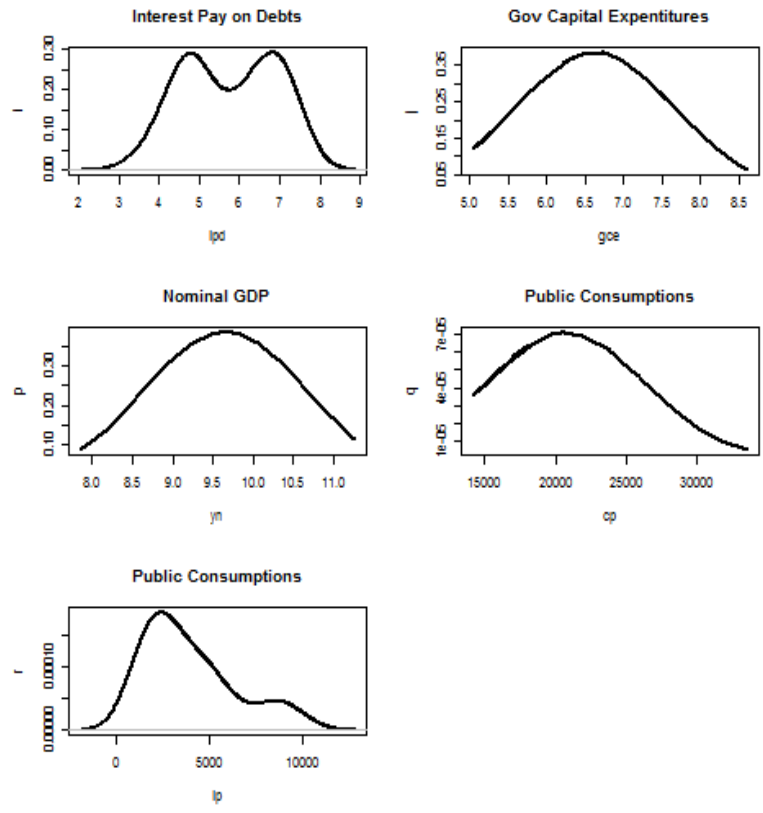 Interest Pay on Debts
l
0.00 0.10 0.20 0.30
2 3 4 5 6 7 8 9
Ipd
Gov Capital Expentitures
l
0.05 0.15 0.25 0.35
5.0 5.5 6.0 6.5 7.0 7.5 8.0 8.5
gce
Nominal GDP
p
0.10 0.20 0.30
8.0 8.5 9.0 9.5 10.0 10.5 11.0
yn
Public Consumptions
q
1e-05 4e-05 7e-05
15000 20000 25000 30000
cp
Public Consumptions
r
0.00000 0.00010
0 5000 10000
Ip